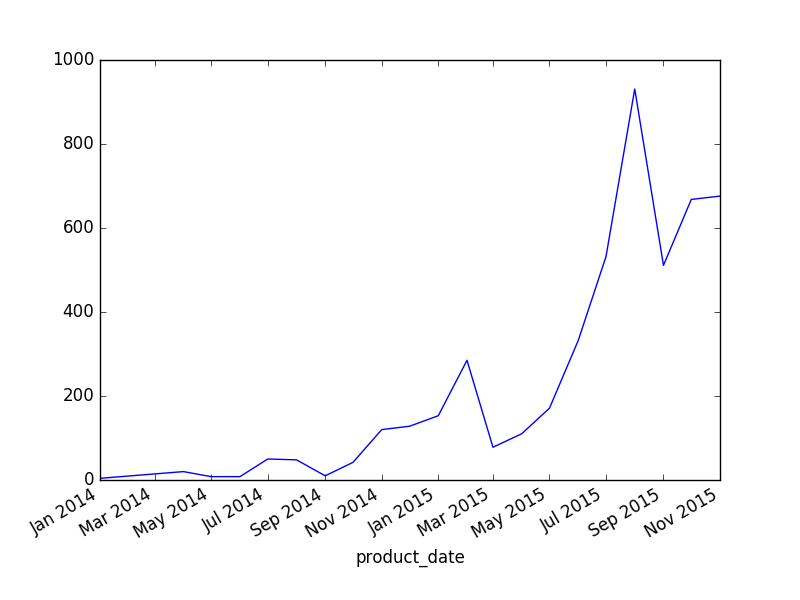 1000
800
600
400
200
0
Jan 2014
Mar 2014
May 2014
Jul 2014
Sep 2014
Nov 2014
Jan 2015
Mar 2015
May 2015
Jul 2015
Sep 2015
Nov 2015
product_date